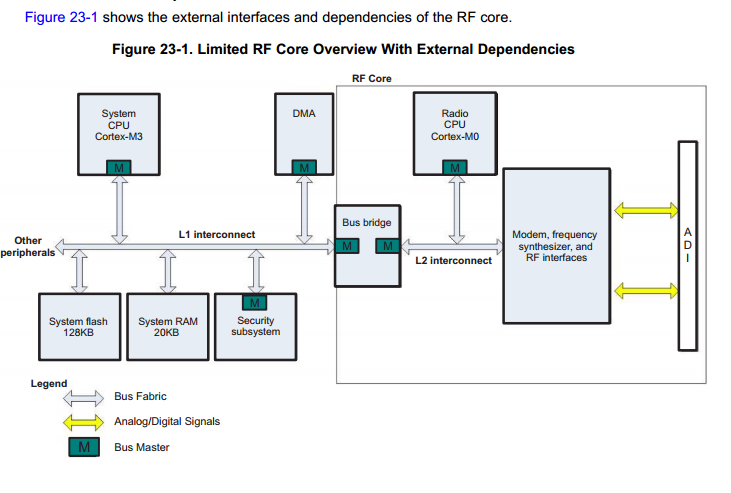 Figure 23-1 shows the external interfaces and dependencies of the RF core.
Figure 23-1. Limited RF Core Overview With External Dependencies
RF Core
System
CPU
Cortex-M3
M
DMA
M
Radio
CPU
Cortex-M0
M
Bus bridge
M
M
L1 interconnect
Other
peripherals
L2 interconnect
Modem, frequency
synthesizer, and
RF interfaces
A
D
I
System flash
128KB
System RAM
20KB
M
Security
subsystem
Legend
Bus Fabric
Analog/Digital Signals
M
Bus Master